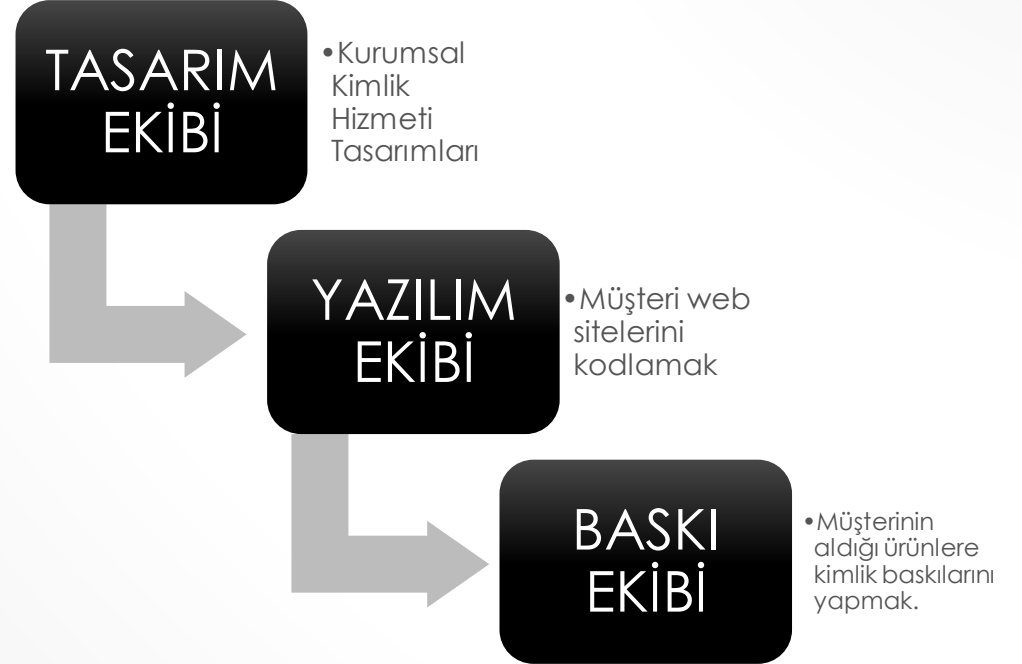 TASARIM
EKİBİ
•Kurumsal
Kimlik
Hizmeti
Tasarımları
YAZILIM
EKİBİ
•Müşteri web
sitelerini
kodlamak
BASKI
EKİBİ
•Müşterinin
aldığı ürünlere
kimlik baskılarını
yapmak.